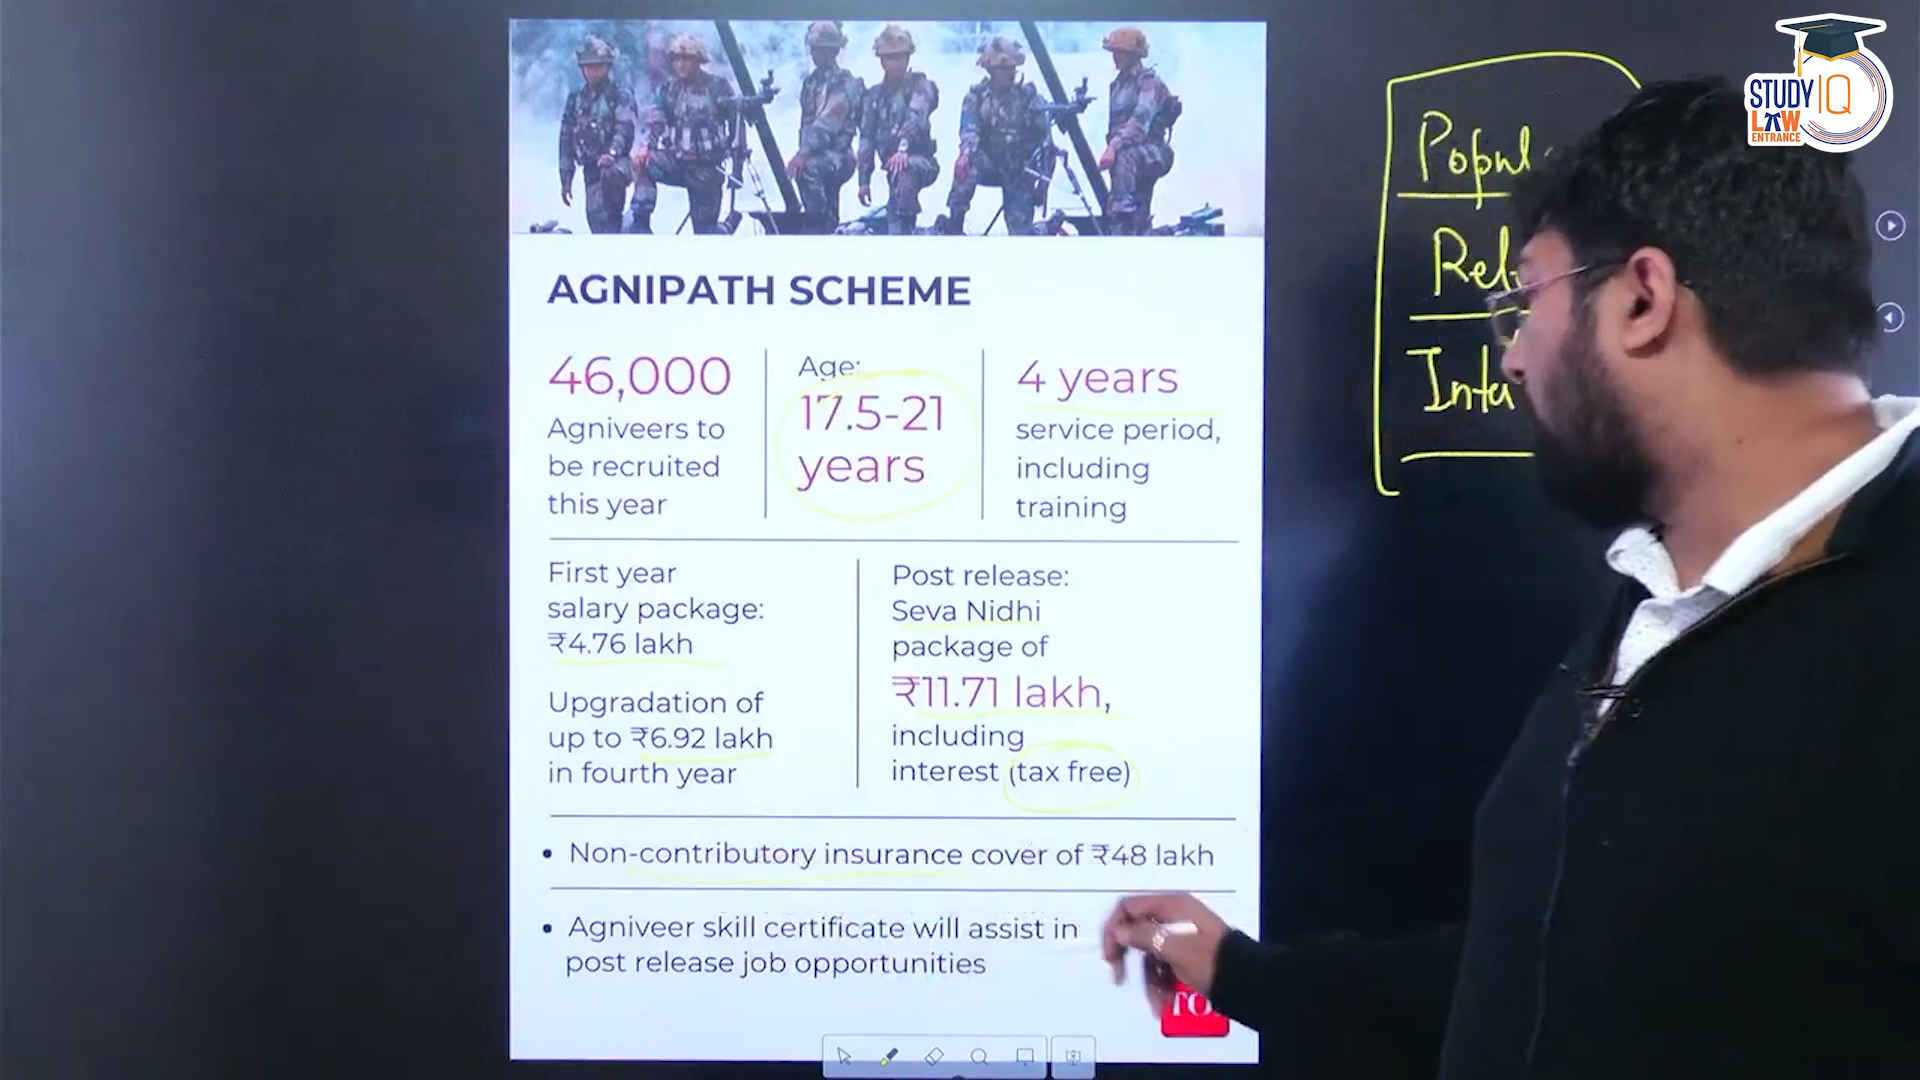 AGNIPATH SCHEME
46,000
Agniveers to
be recruited
this year
Age:
17.5-21
years
4 years
service period,
including
training
First year
salary package:
₹4.76 lakh
Upgradation of
up to ₹6.92 lakh
in fourth year
Post release:
Seva Nidhi
package of
₹11.71 lakh,
including
interest (tax free)
• Non-contributory insurance cover of ₹48 lakh
• Agniveer skill certificate will assist in
post release job opportunities
STUDY IQ
LAW
ENTRANCE